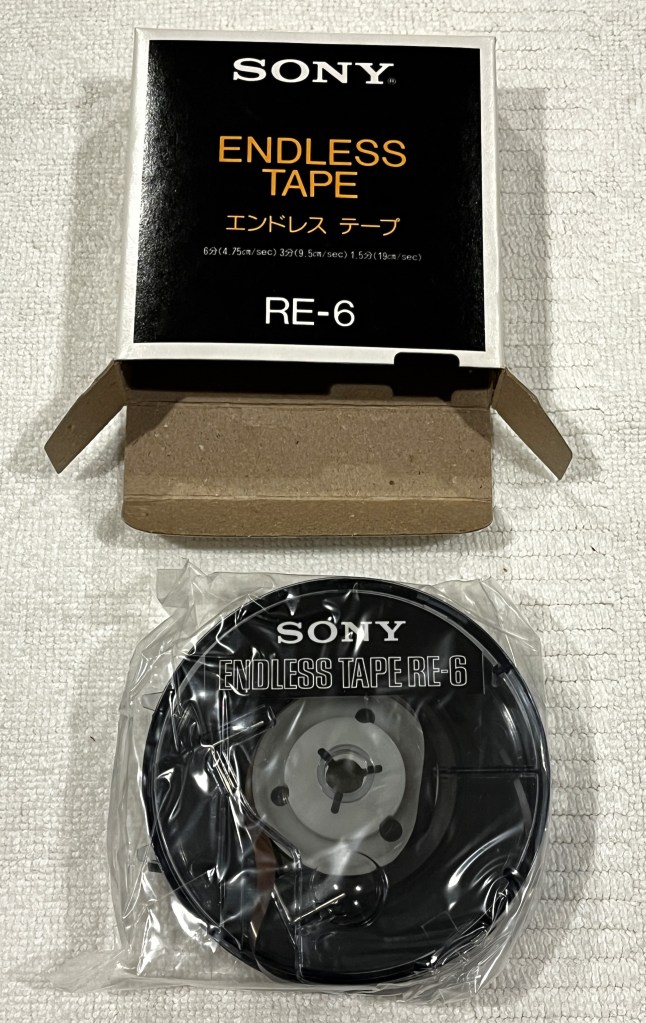 SONY®
ENDLESS
TAPE
エンドレス テープ
6分(4.75cm/sec) 3分(9.5cm/sec) 1.5分(19cm/sec)
RE-6
SONY
ENDLESS TAPE RE-6